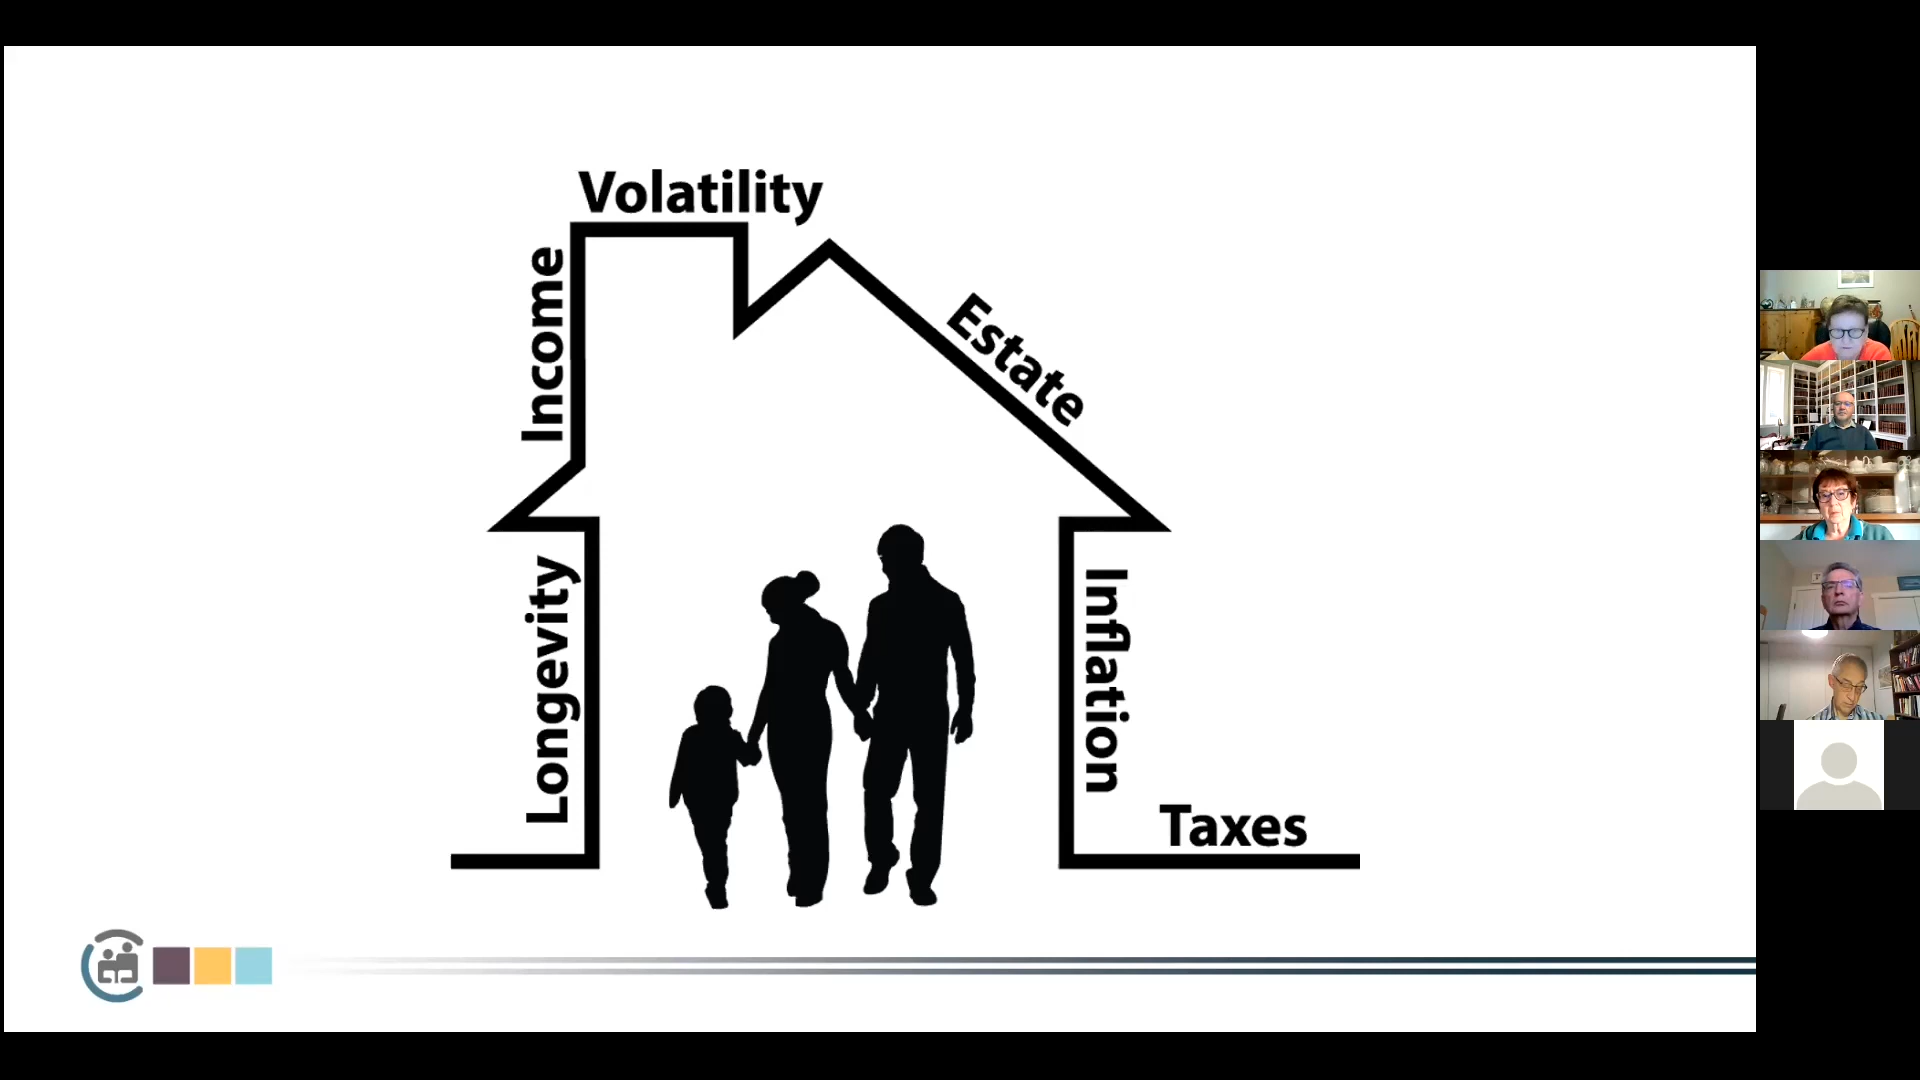 Volatility
Income
Estate
Longevity
Inflation
Taxes